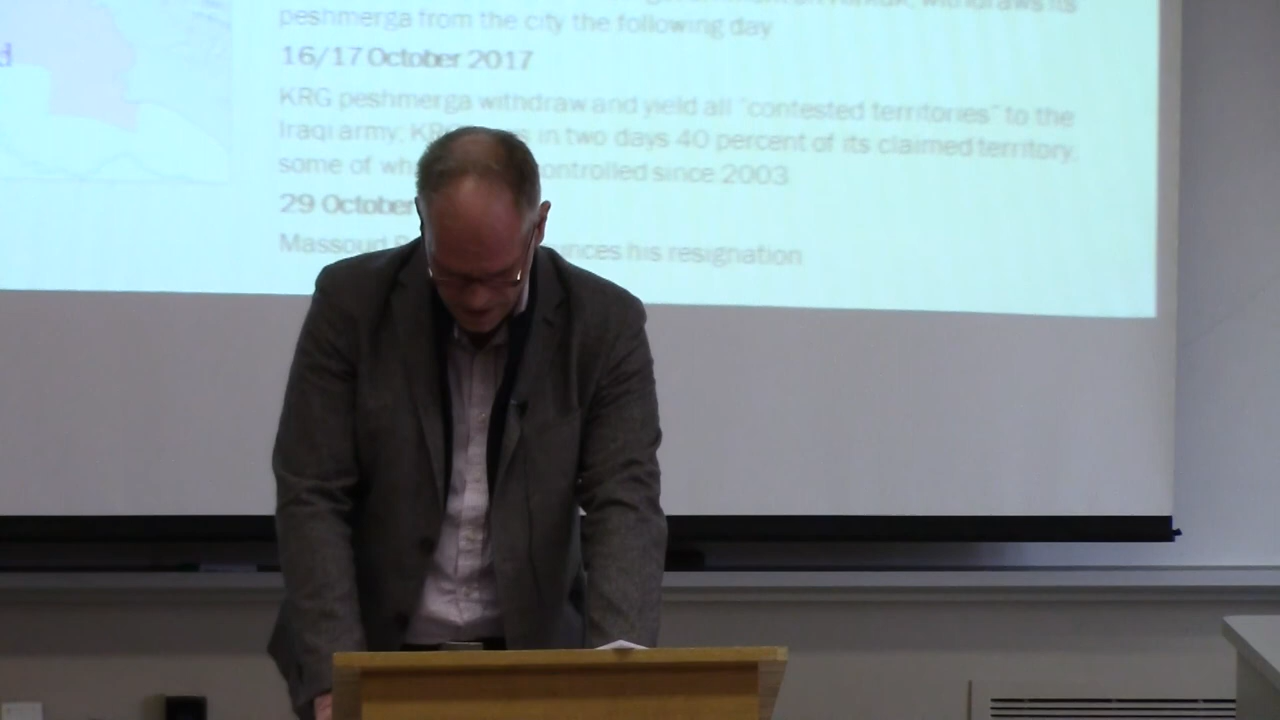 withdraws its
peshmerga from the city the following day
16/17 October 2017
KRG peshmerga withdraw and yield all "contested territories" to the
Iraqi army. in two days 40 percent of its claimed territory,
some of controlled since 2003
29 October
Massoud his resignation
d